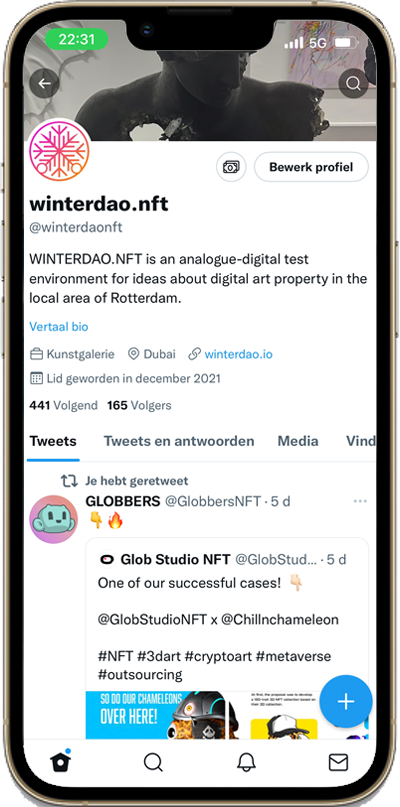 22:31
5G
Bewerk profiel
winterdao.nft
@winterdaonft
WINTERDAO.NFT is an analogue-digital test
environment for ideas about digital art property in the
local area of Rotterdam.
Vertaal bio
Kunstgalerie Dubai winterdao.io
Lid geworden in december 2021
441 Volgend 165 Volgers
Tweets Tweets en antwoorden Media Vind
Je hebt geretweet
GLOBBERS @GlobbersNFT · 5 d
👇🔥
Glob Studio NFT @GlobStud... · 5 d
One of our successful cases! 👇🏻
@GlobStudioNFT x @Chillnchameleon
#NFT #3dart #cryptoart #metaverse
#outsourcing
SO DO OUR CHAMELEONS
OVER HERE!